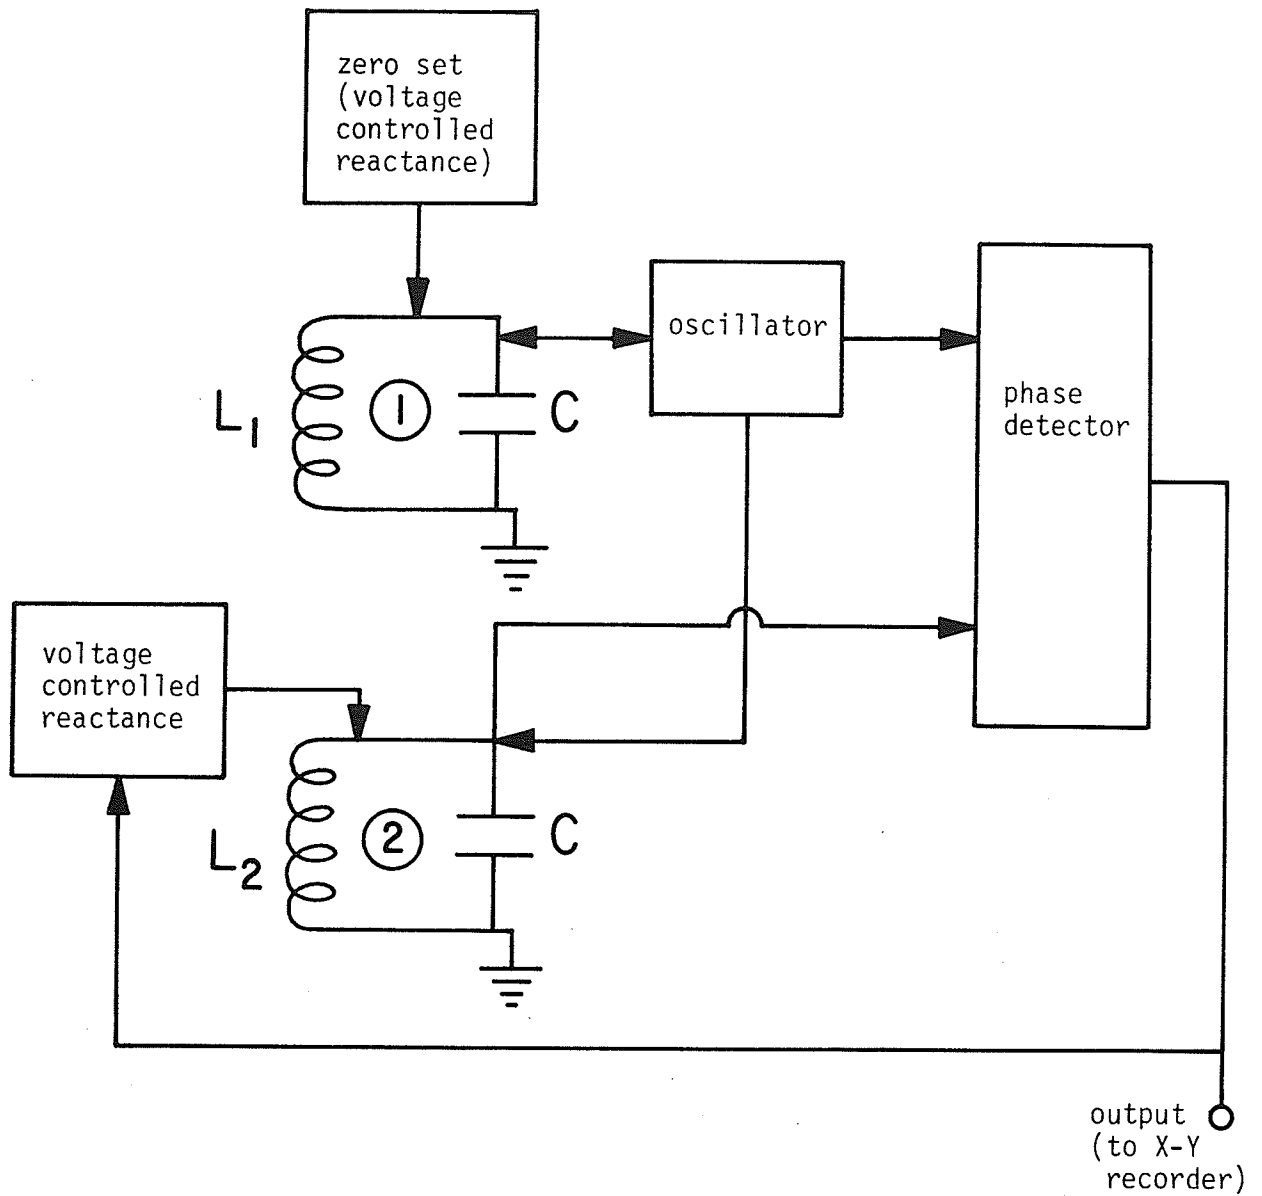 zero set
(voltage
controlled
reactance)
oscillator
phase
detector
L1
1
C
voltage
controlled
reactance
L2
2
C
output
(to X-Y
recorder)